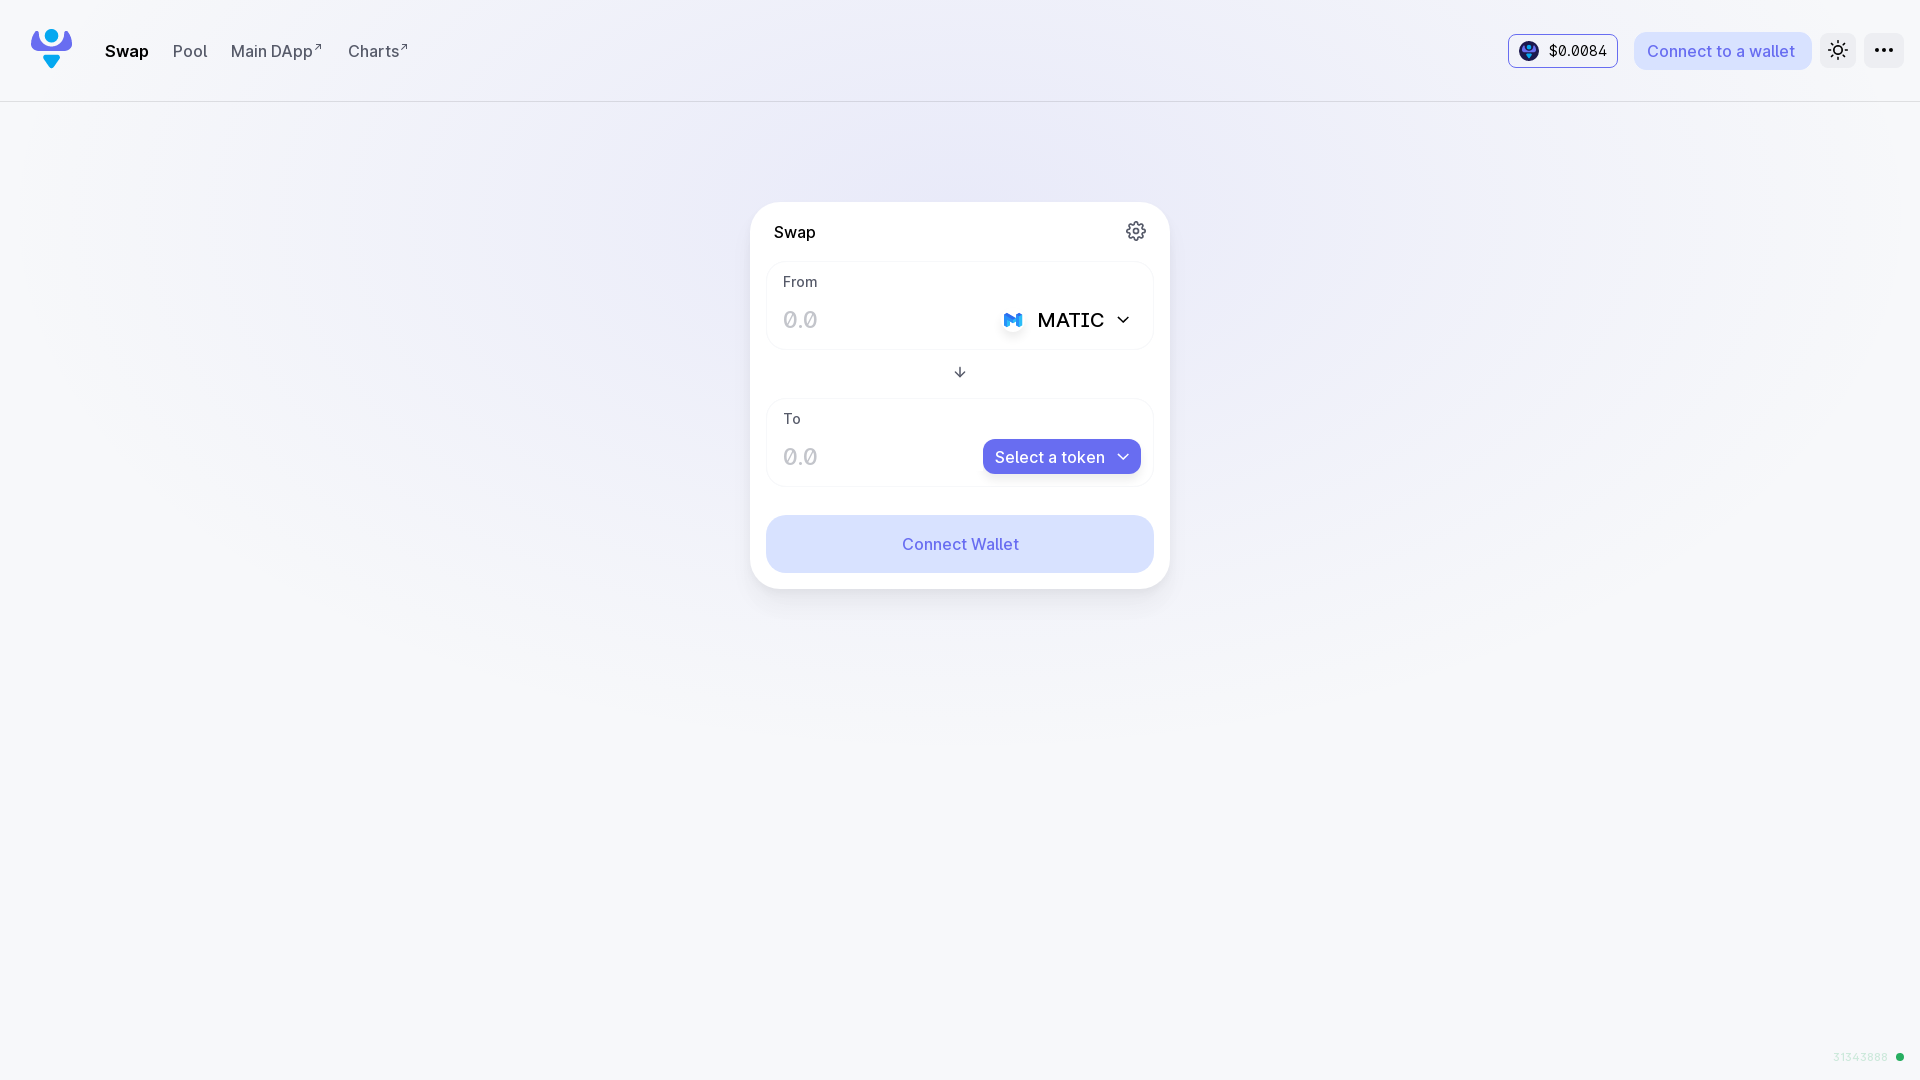 Swap Pool Main DApp↗ Charts↗ $0.0084 Connect to a wallet
Swap
From
0.0 MATIC
To
0.0 Select a token
Connect Wallet
31343888